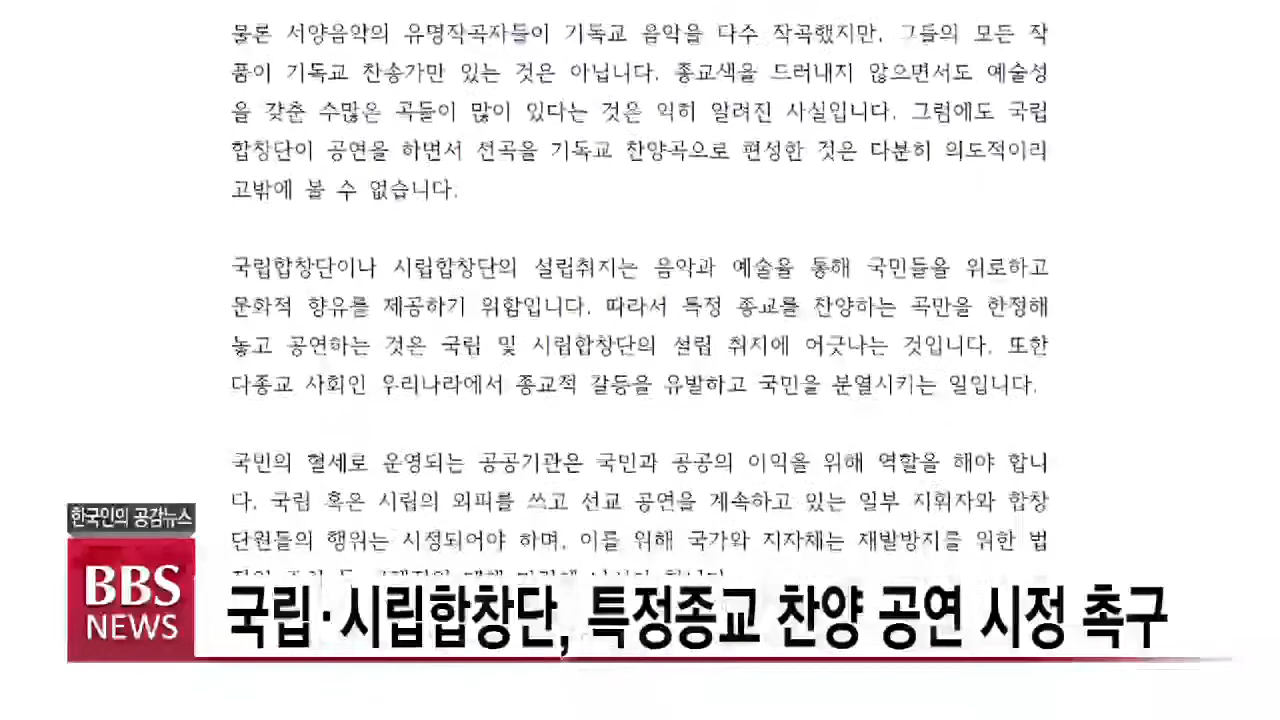 물론 서양음악의 유명작곡자들이 기독교 음악을 다수 작곡했지만, 그들의 모든 작
품이 기독교 찬송가만 있는 것은 아닙니다. 종교색을 드러내지 않으면서도 예술성
을 갖춘 수많은 곡들이 많이 있다는 것은 익히 알려진 사실입니다. 그럼에도 국립
합창단이 공연을 하면서 선곡을 기독교 찬양곡으로 편성한 것은 다분히 의도적이라
고밖에 볼 수 없습니다.
국립합창단이나 시립합창단의 설립취지는 음악과 예술을 통해 국민들을 위로하고
문화적 향유를 제공하기 위함입니다. 따라서 특정 종교를 찬양하는 곡만을 한정해
놓고 공연하는 것은 국립 및 시립합창단의 설립 취지에 어긋나는 것입니다. 또한
다종교 사회인 우리나라에서 종교적 갈등을 유발하고 국민을 분열시키는 일입니다.
국민의 혈세로 운영되는 공공기관은 국민과 공공의 이익을 위해 역할을 해야 합니
다. 국립 혹은 시립의 외피를 쓰고 선교 공연을 계속하고 있는 일부 지휘자와 합창
단원들의 행위는 시정되어야 하며, 이를 위해 국가와 지자체는 재발방지를 위한 법
한국인의 공감뉴스
BBS
NEWS
국립·시립합창단, 특정종교 찬양 공연 시정 촉구